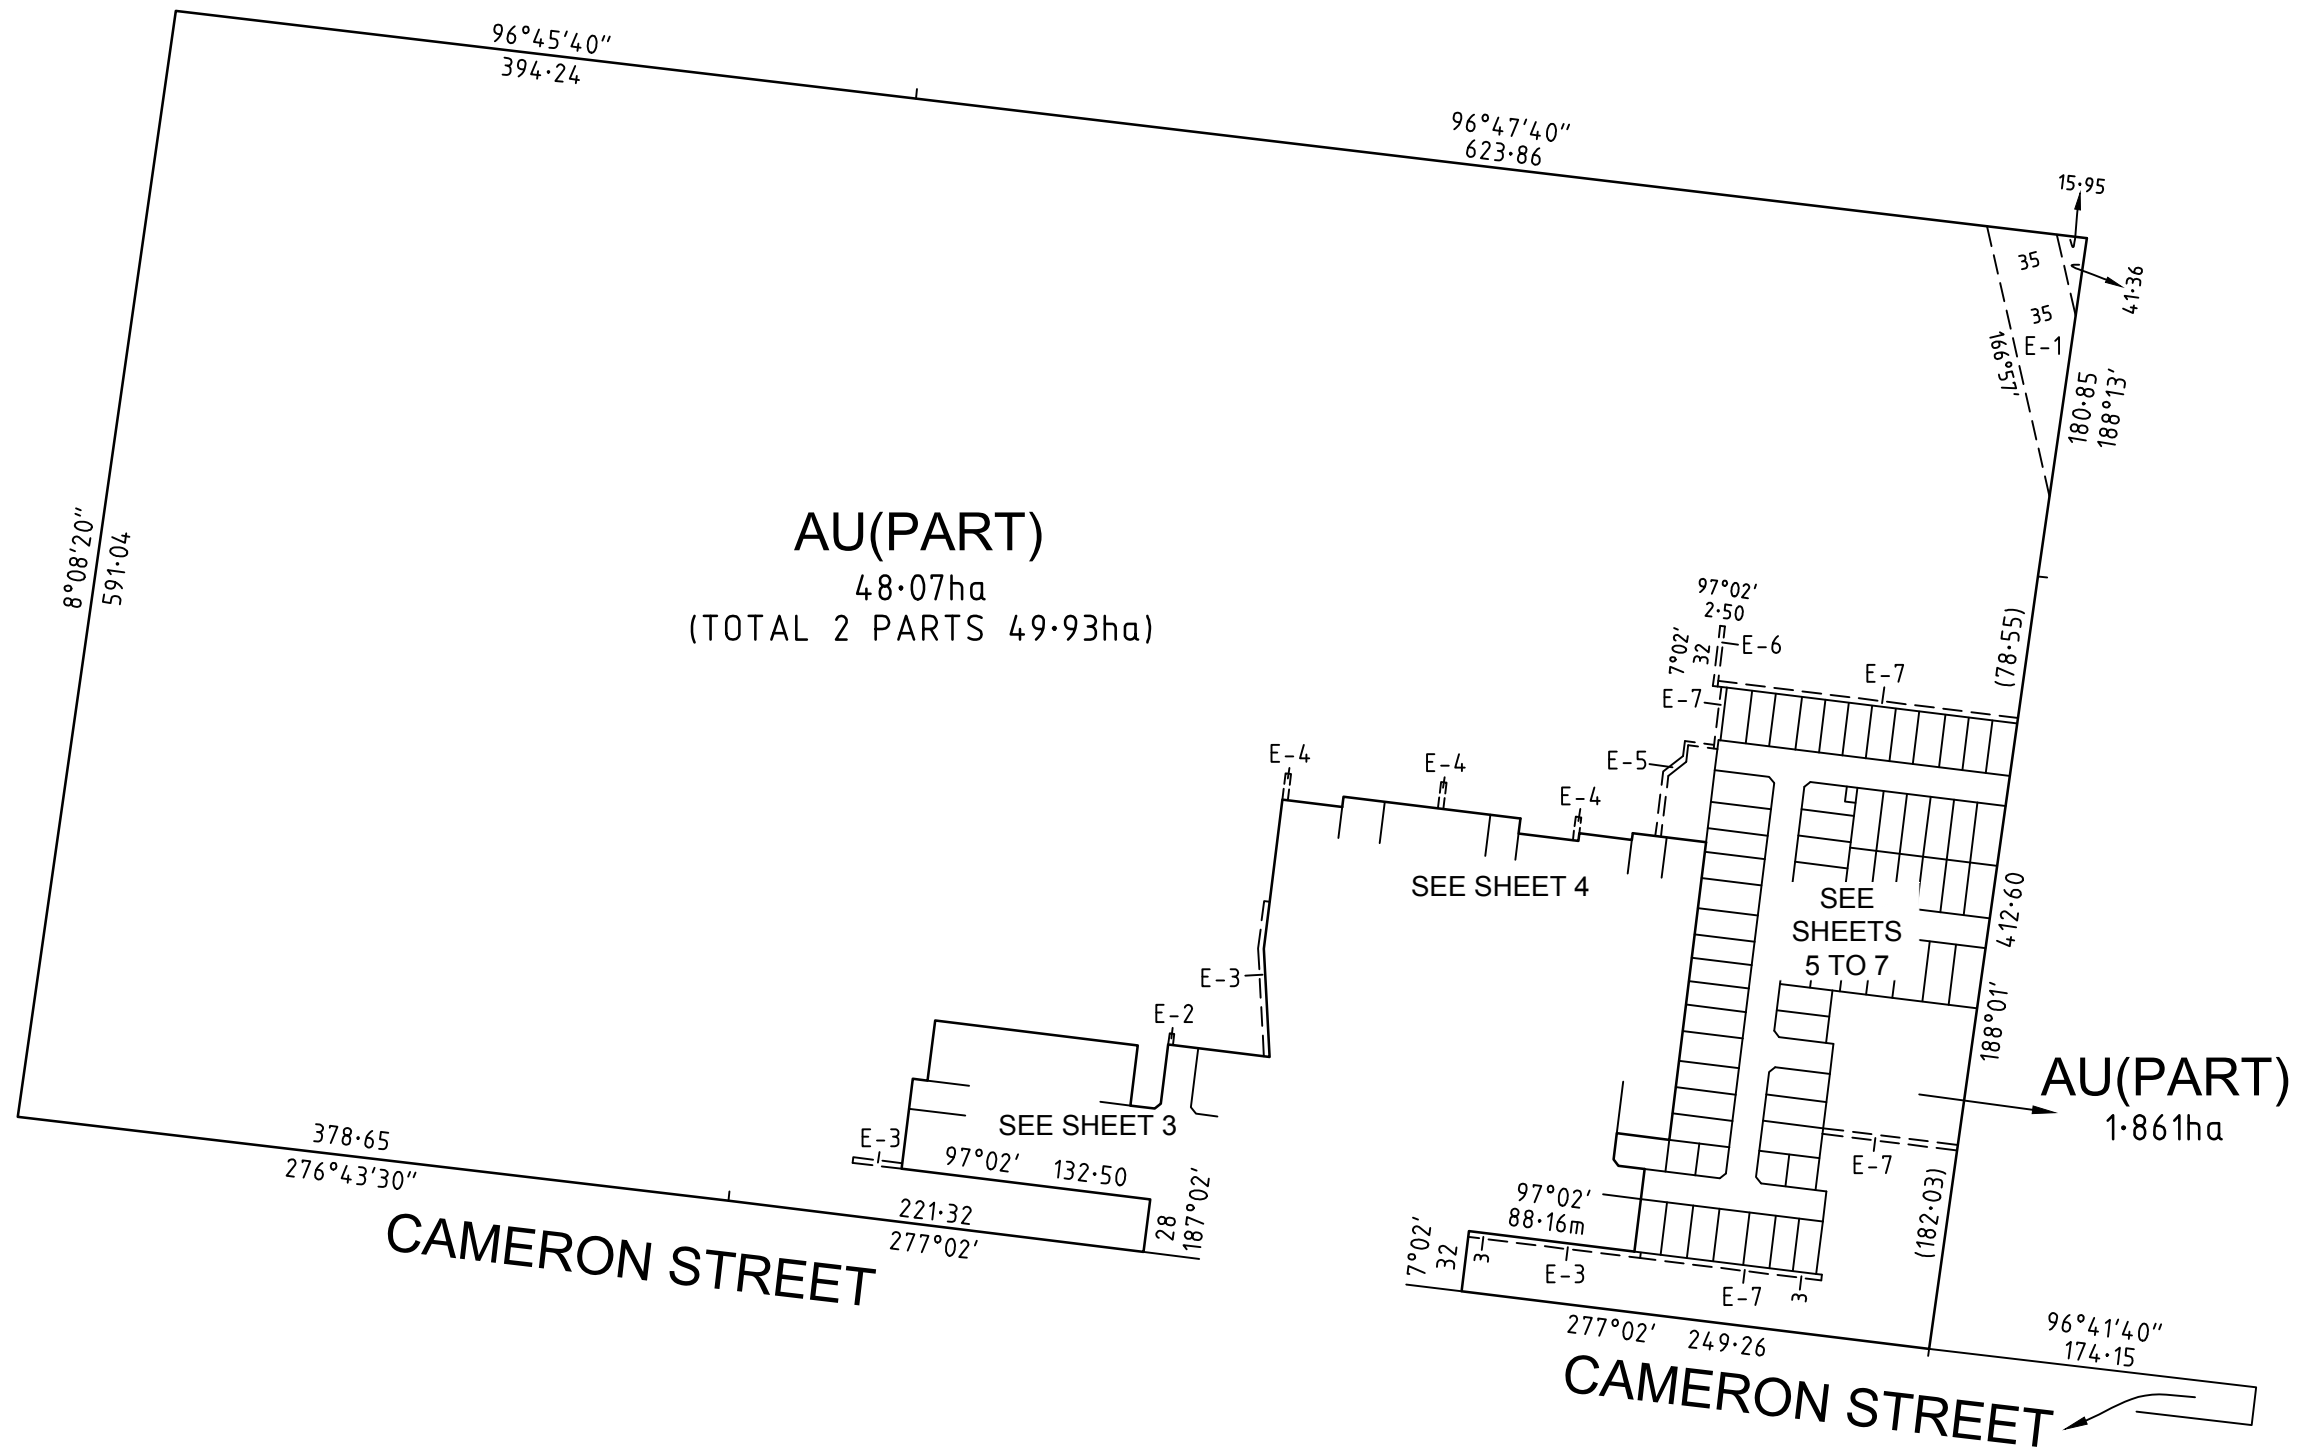 96°45'40"
394·24
96°47'40"
623·86
15·95
41·36
35
35
E-1
166°57'
180·85
188°13'
8°08'20"
591·04
AU(PART)
48·07ha
(TOTAL 2 PARTS 49·93ha)
97°02'
2·50
7°02'
32
E-6
E-7
E-7
(78·55)
E-4
E-4
E-4
E-5
SEE SHEET 4
SEE
SHEETS
5 TO 7
412·60
188°01'
E-3
E-2
AU(PART)
1·861ha
SEE SHEET 3
E-3
97°02' 132·50
378·65
276°43'30"
221·32
277°02'
28
187°02'
CAMERON STREET
E-7
(182·03)
97°02'
88·16m
7°02'
32
3
E-3
E-7
3
277°02' 249·26
96°41'40"
174·15
CAMERON STREET